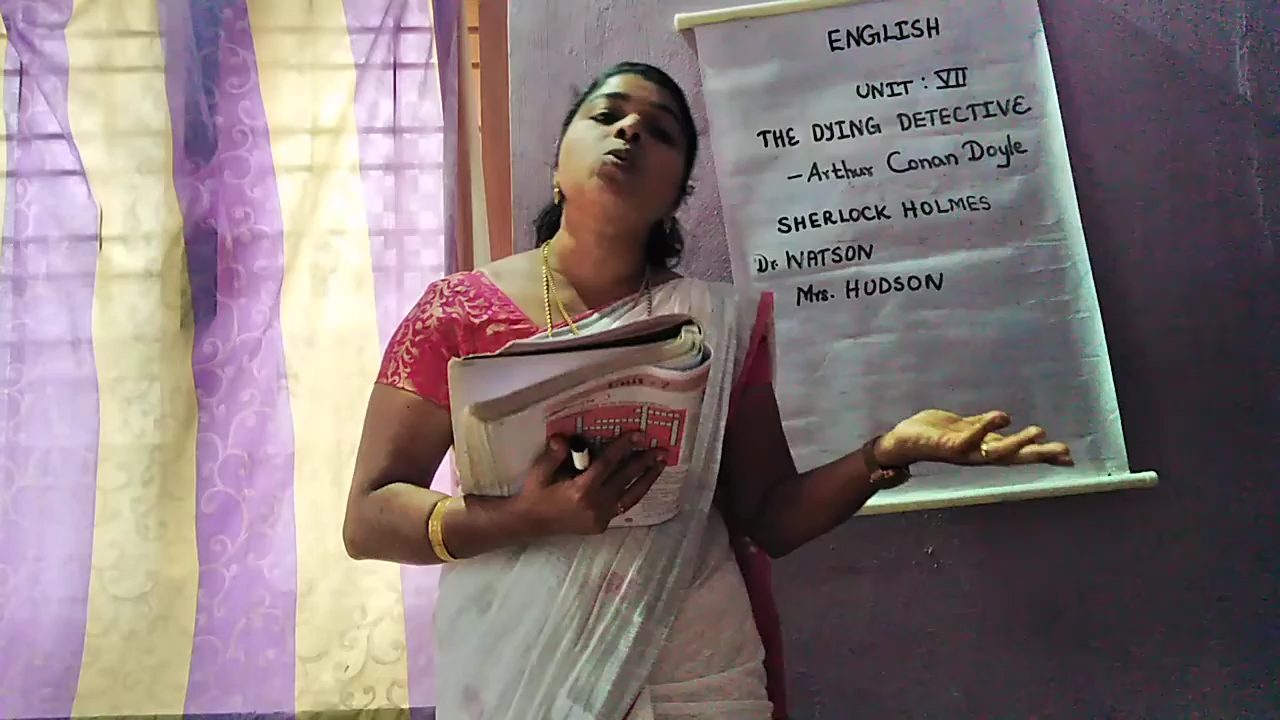 ENGLISH
UNIT : VII
THE DYING DETECTIVE
- Arthur Conan Doyle
SHERLOCK HOLMES
Dr. WATSON
Mrs. HUDSON